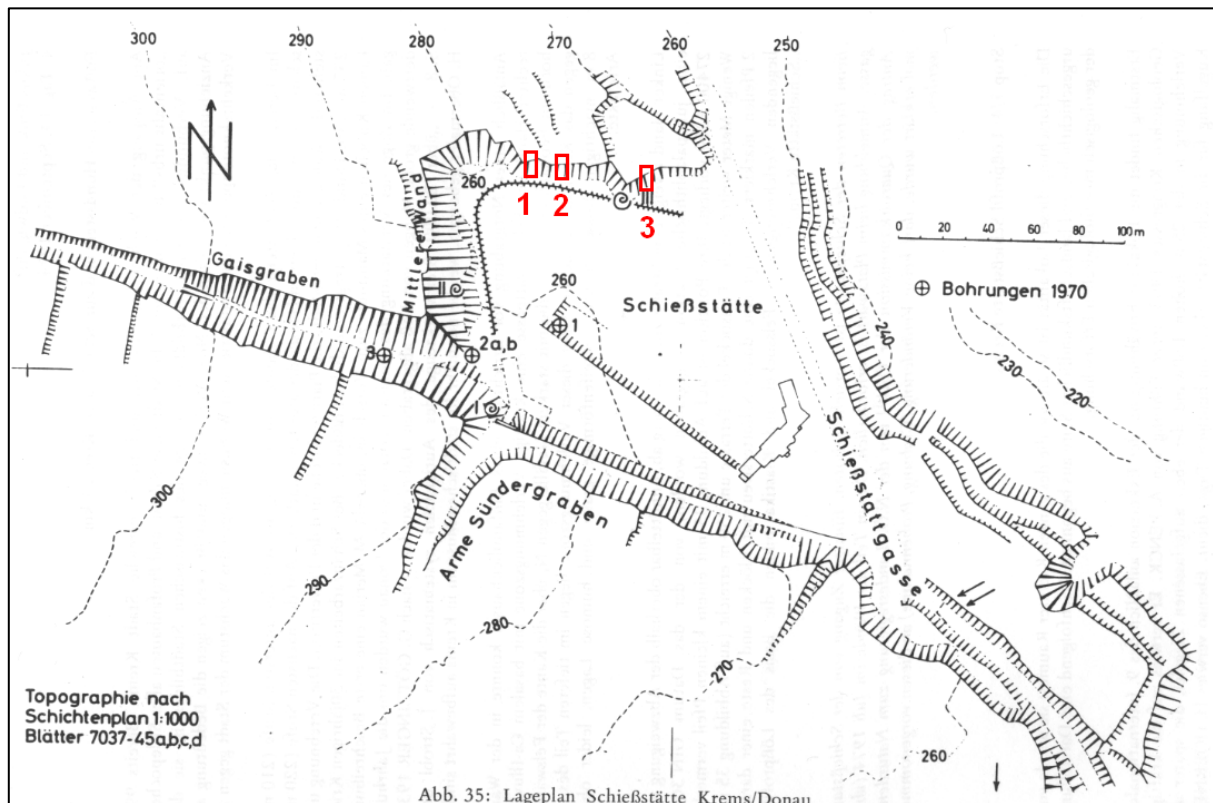 300
290
280
270
260
250
N
260
1
2
3
III
Mittlere Wand
0 20 40 60 80 100m
Gaisgraben
II
260
Schießstätte
⊕ Bohrungen 1970
1
240
3
2a,b
230
220
I
Schießstattgasse
300
Arme Sündergraben
290
280
270
260
Topographie nach
Schichtenplan 1:1000
Blätter 7037-45a,b,c,d
Abb. 35: Lageplan Schießstätte Krems/Donau